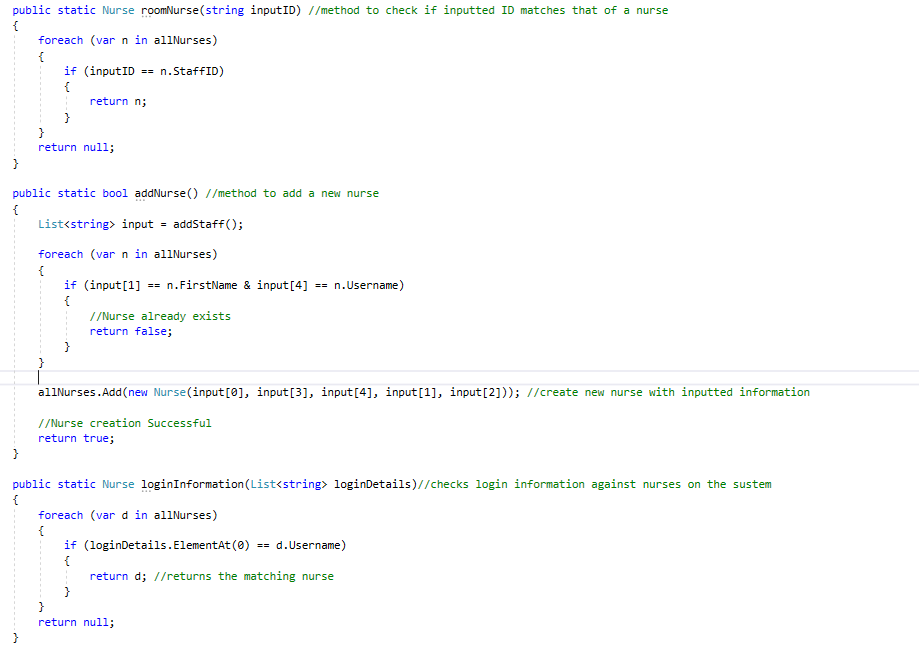 public static Nurse roomNurse(string inputID) //method to check if inputted ID matches that of a nurse
{
    foreach (var n in allNurses)
    {
        if (inputID == n.StaffID)
        {
            return n;
        }
    }
    return null;
}

public static bool addNurse() //method to add a new nurse
{
    List<string> input = addStaff();

    foreach (var n in allNurses)
    {
        if (input[1] == n.FirstName & input[4] == n.Username)
        {
            //Nurse already exists
            return false;
        }
    }

    allNurses.Add(new Nurse(input[0], input[3], input[4], input[1], input[2])); //create new nurse with inputted information

    //Nurse creation Successful
    return true;
}

public static Nurse loginInformation(List<string> loginDetails)//checks login information against nurses on the sustem
{
    foreach (var d in allNurses)
    {
        if (loginDetails.ElementAt(0) == d.Username)
        {
            return d; //returns the matching nurse
        }
    }
    return null;
}